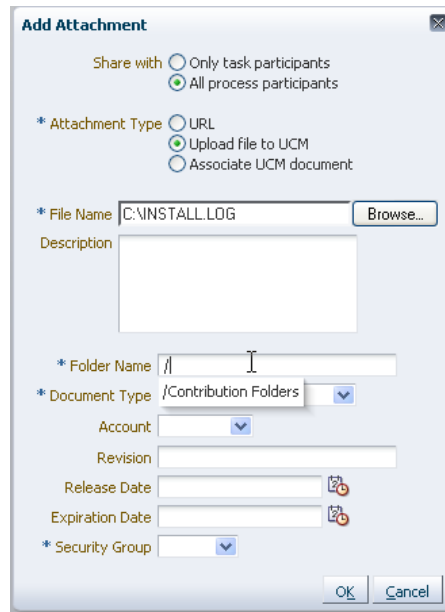 Add Attachment
Share with Only task participants
All process participants
* Attachment Type URL
Upload file to UCM
Associate UCM document
* File Name C:\INSTALL.LOG Browse...
Description
* Folder Name /
* Document Type /Contribution Folders
Account
Revision
Release Date
Expiration Date
* Security Group
OK Cancel